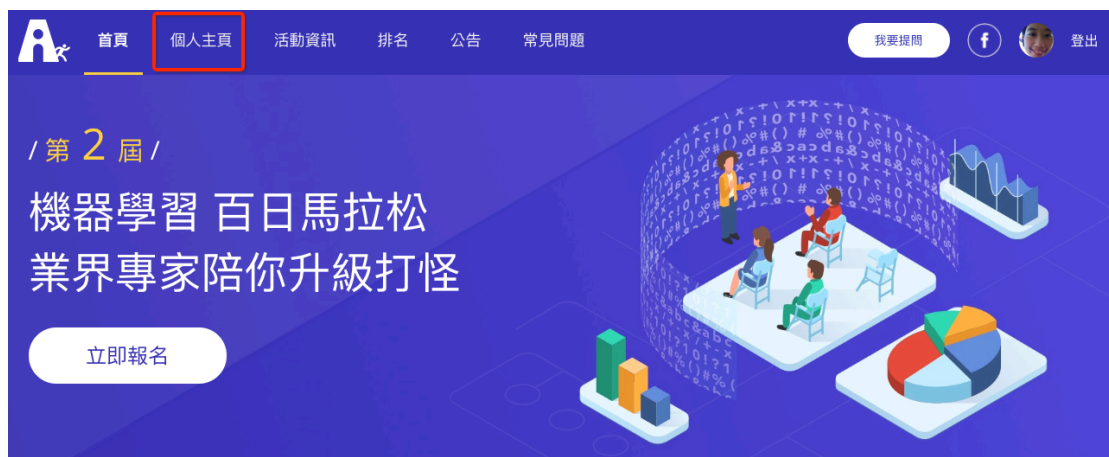 首頁 個人主頁 活動資訊 排名 公告 常見問題 我要提問 f 登出
/ 第 2 屆 /
機器學習 百日馬拉松
業界專家陪你升級打怪
立即報名